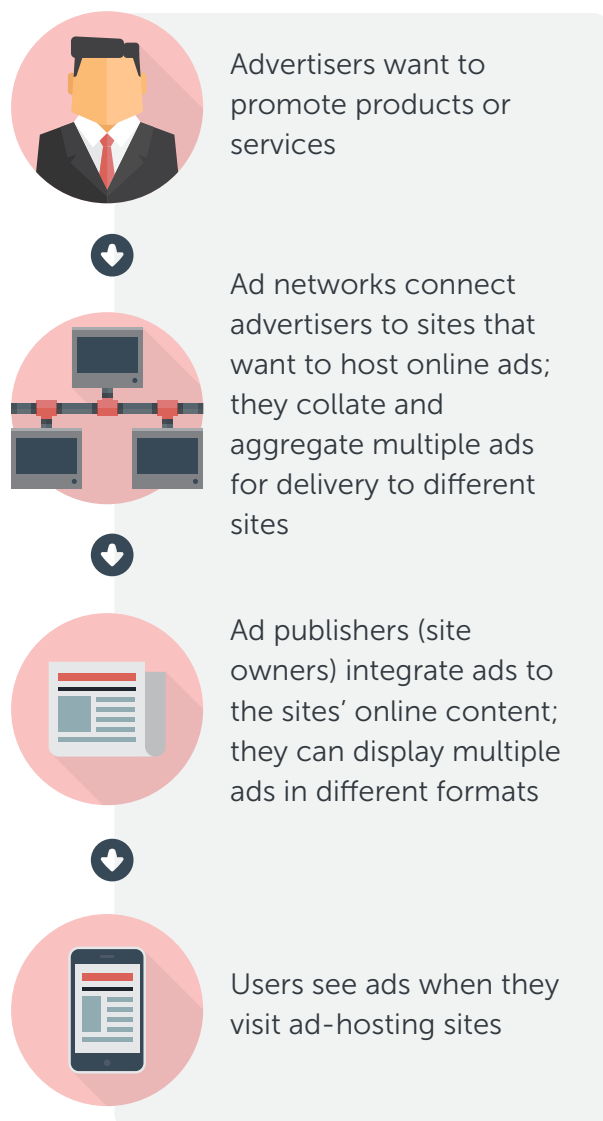 Advertisers want to
promote products or
services
Ad networks connect
advertisers to sites that
want to host online ads;
they collate and
aggregate multiple ads
for delivery to different
sites
Ad publishers (site
owners) integrate ads to
the sites’ online content;
they can display multiple
ads in different formats
Users see ads when they
visit ad-hosting sites